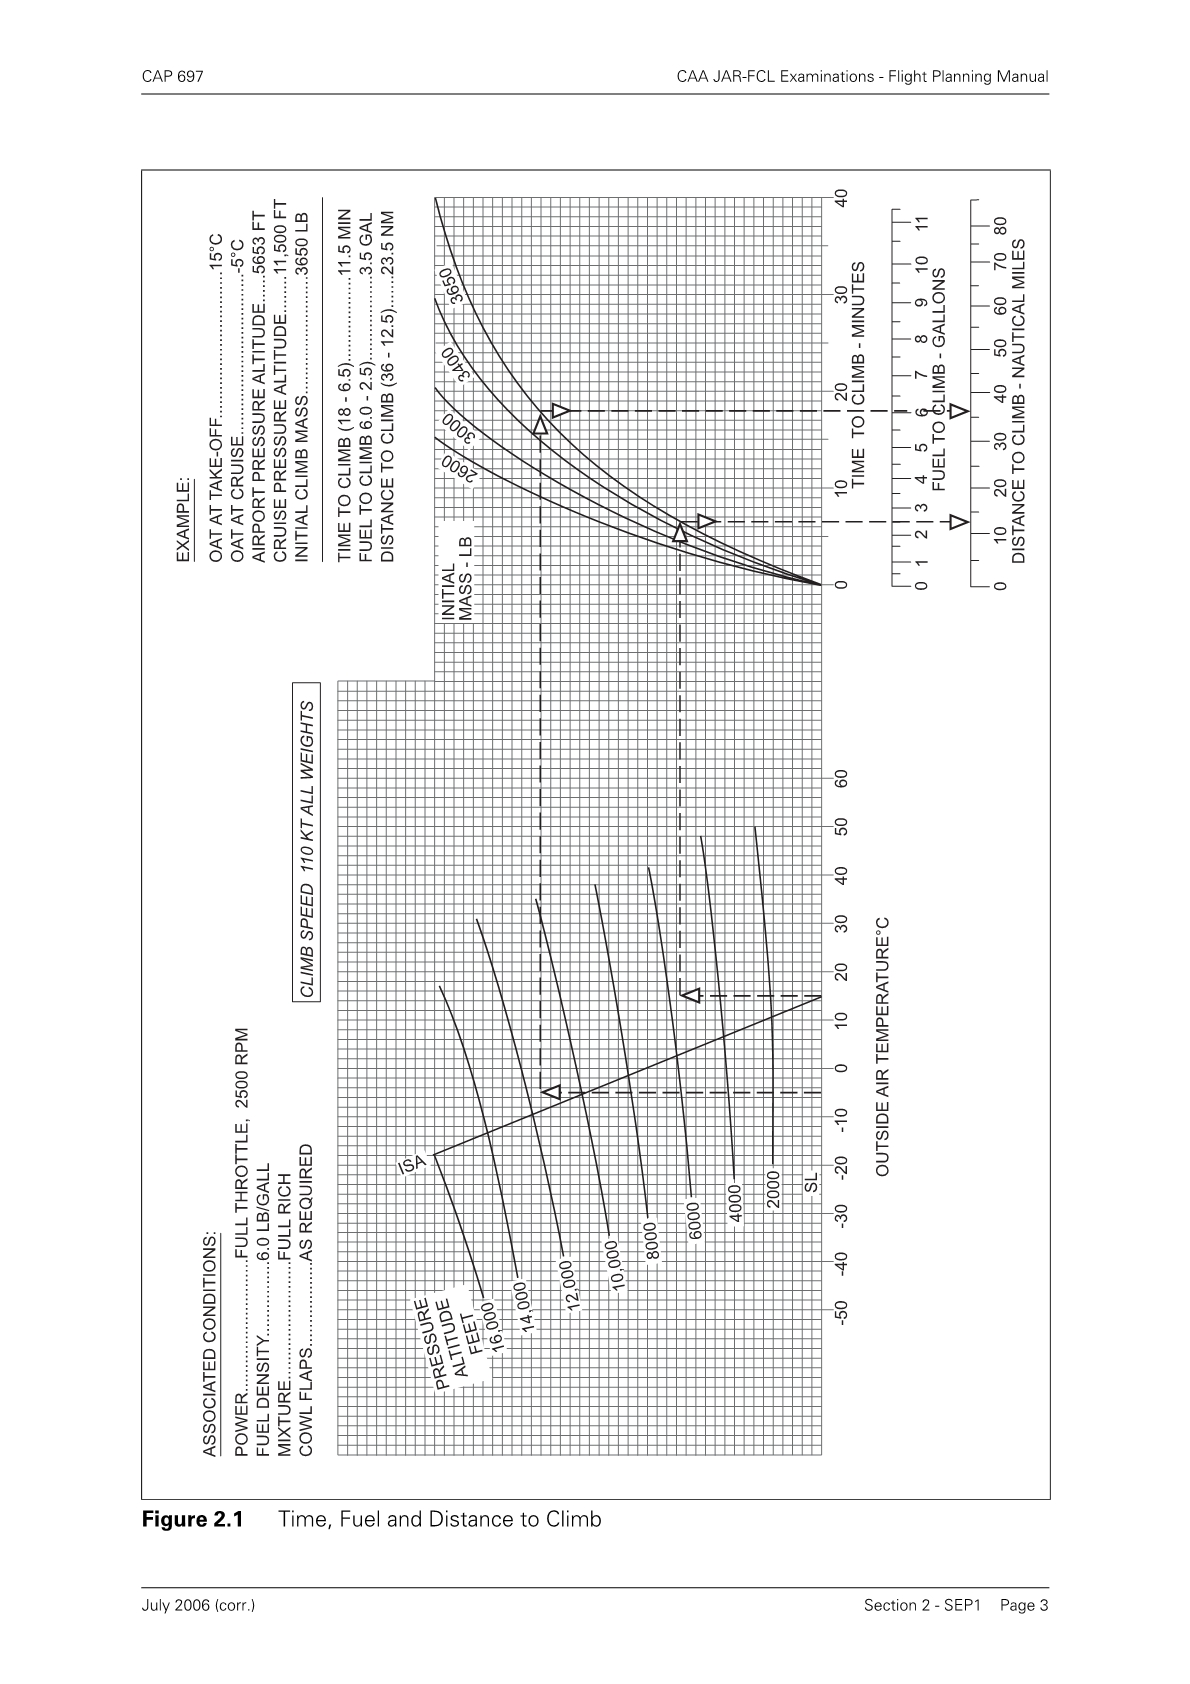 CAP 697
CAA JAR-FCL Examinations - Flight Planning Manual
ASSOCIATED CONDITIONS:
POWER..........................FULL THROTTLE, 2500 RPM
FUEL DENSITY...............6.0 LB/GALL
MIXTURE.......................FULL RICH
COWL FLAPS.................AS REQUIRED
CLIMB SPEED 110 KT ALL WEIGHTS
EXAMPLE:
OAT AT TAKE-OFF.............................15°C
OAT AT CRUISE.................................-5°C
AIRPORT PRESSURE ALTITUDE......5653 FT
CRUISE PRESSURE ALTITUDE........11,500 FT
INITIAL CLIMB MASS.........................3650 LB
TIME TO CLIMB (18 - 6.5)..................11.5 MIN
FUEL TO CLIMB 6.0 - 2.5)...................3.5 GAL
DISTANCE TO CLIMB (36 - 12.5)......23.5 NM
PRESSURE
ALTITUDE
FEET
16,000
14,000
12,000
10,000
8000
6000
4000
2000
SL
ISA
INITIAL
MASS - LB
2600
3000
3400
3650
-50 -40 -30 -20 -10 0 10 20 30 40 50 60
OUTSIDE AIR TEMPERATURE°C
0 10 20 30 40
TIME TO CLIMB - MINUTES
0 1 2 3 4 5 6 7 8 9 10 11
FUEL TO CLIMB - GALLONS
0 10 20 30 40 50 60 70 80
DISTANCE TO CLIMB - NAUTICAL MILES
Figure 2.1 Time, Fuel and Distance to Climb
July 2006 (corr.)
Section 2 - SEP1 Page 3